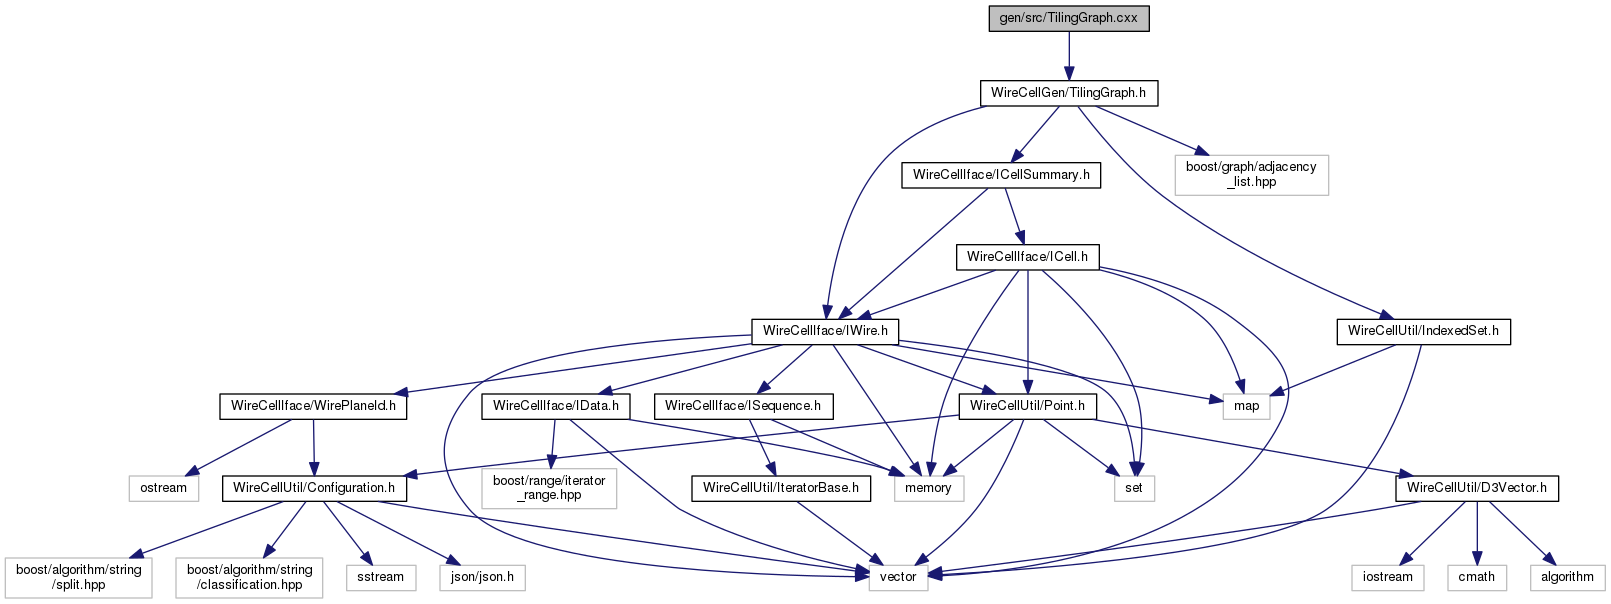 gen/src/TilingGraph.cxx
WireCellGen/TilingGraph.h
WireCellIface/ICellSummary.h
boost/graph/adjacency
_list.hpp
WireCellIface/ICell.h
WireCellIface/IWire.h
WireCellUtil/IndexedSet.h
WireCellIface/WirePlaneId.h
WireCellIface/IData.h
WireCellIface/ISequence.h
WireCellUtil/Point.h
map
ostream
WireCellUtil/Configuration.h
boost/range/iterator
_range.hpp
WireCellUtil/IteratorBase.h
memory
set
WireCellUtil/D3Vector.h
boost/algorithm/string
/split.hpp
boost/algorithm/string
/classification.hpp
sstream
json/json.h
vector
iostream
cmath
algorithm